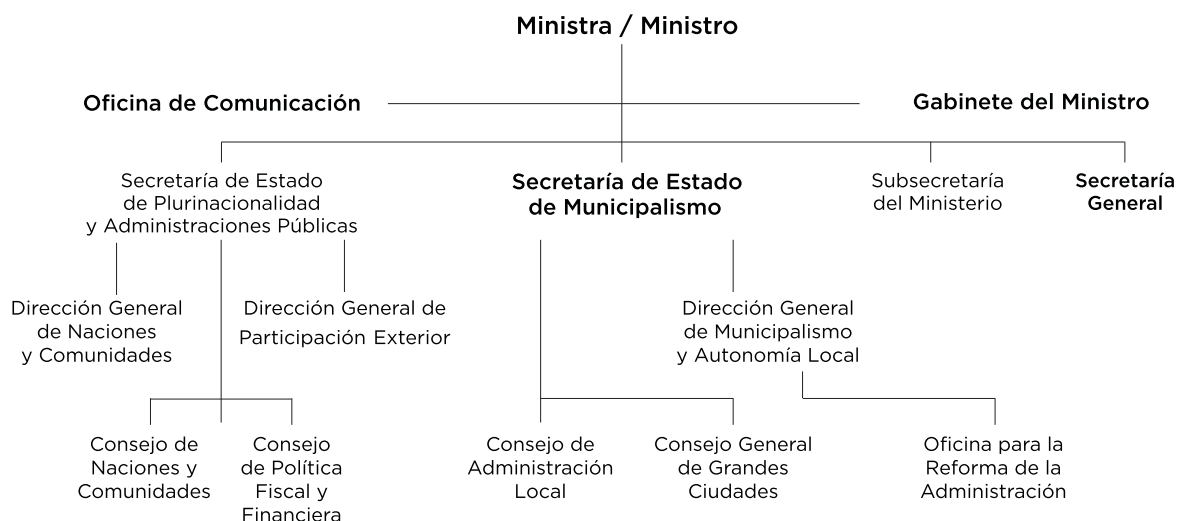 Ministra / Ministro
Oficina de Comunicación
Gabinete del Ministro
Secretaría de Estado
de Plurinacionalidad
y Administraciones Públicas
Secretaría de Estado
de Municipalismo
Subsecretaría
del Ministerio
Secretaría
General
Dirección General
de Naciones
y Comunidades
Dirección General de
Participación Exterior
Dirección General
de Municipalismo
y Autonomía Local
Consejo de
Naciones y
Comunidades
Consejo
de Política
Fiscal y
Financiera
Consejo de
Administración
Local
Consejo General
de Grandes
Ciudades
Oficina para la
Reforma de la
Administración